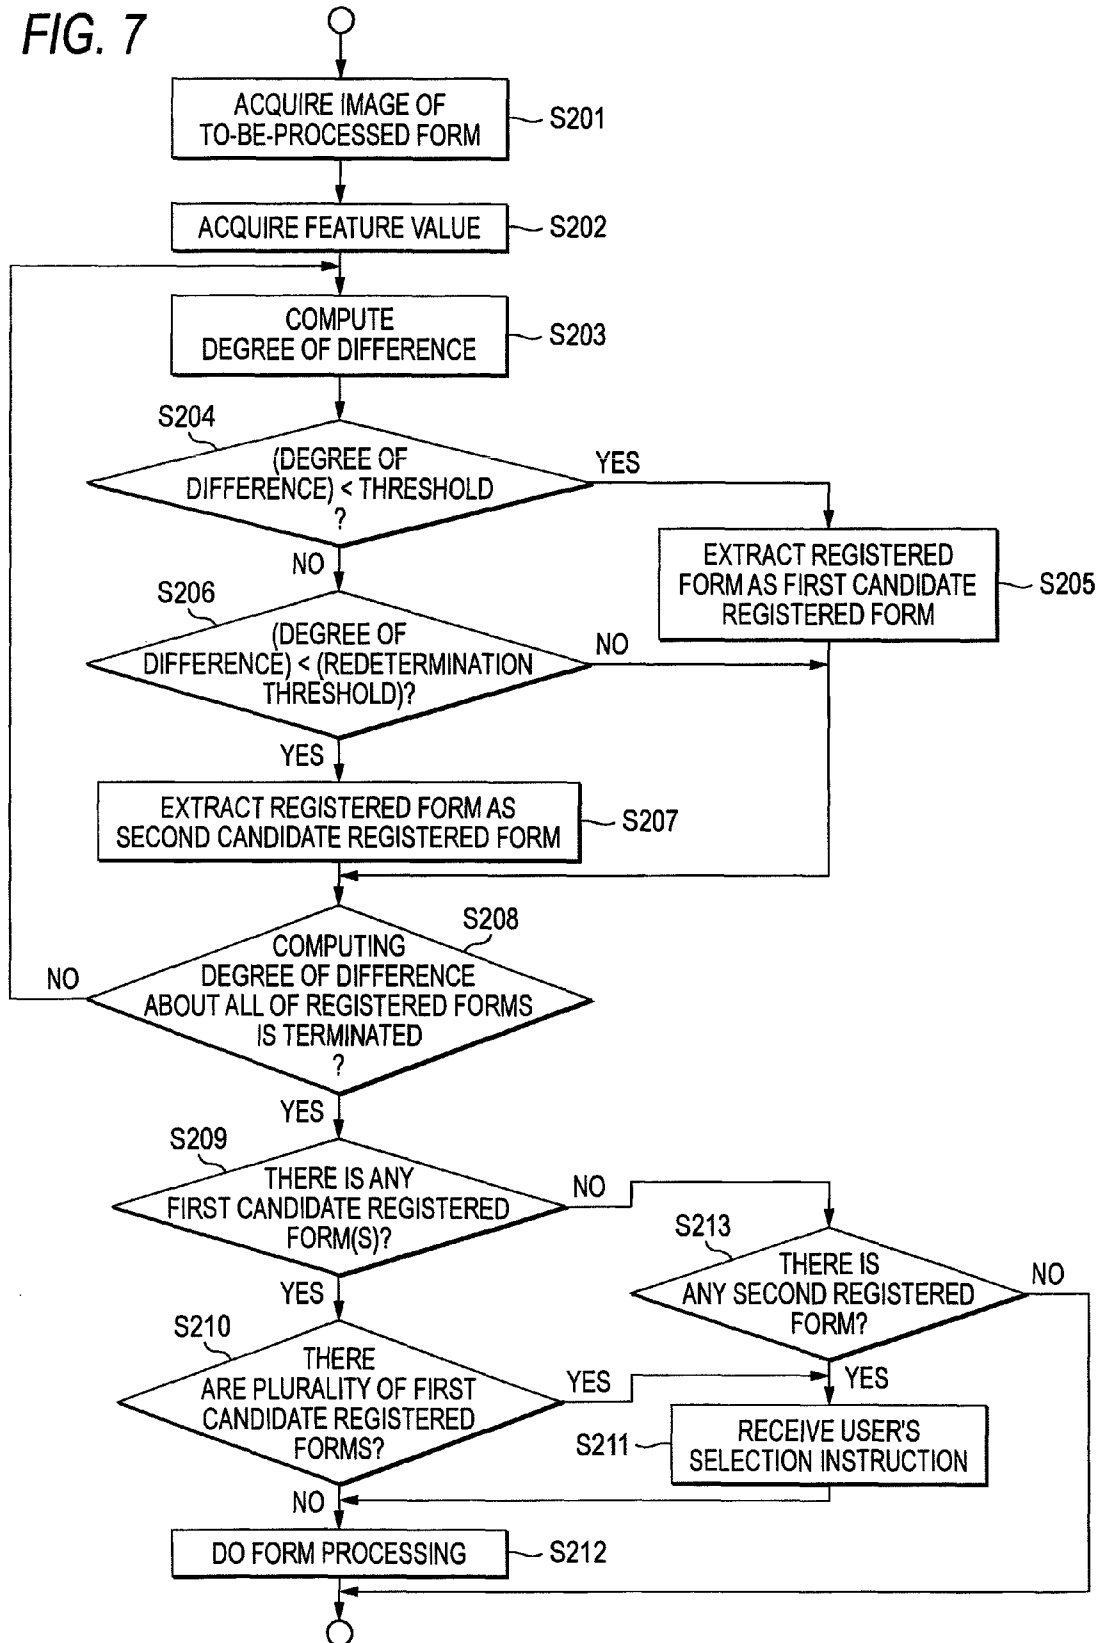 FIG. 7
ACQUIRE IMAGE OF
TO-BE-PROCESSED FORM
S201
ACQUIRE FEATURE VALUE
S202
COMPUTE
DEGREE OF DIFFERENCE
S203
S204
(DEGREE OF
DIFFERENCE) < THRESHOLD
?
YES
NO
EXTRACT REGISTERED
FORM AS FIRST CANDIDATE
REGISTERED FORM
S205
S206
(DEGREE OF
DIFFERENCE) < (REDETERMINATION
THRESHOLD)?
NO
YES
EXTRACT REGISTERED FORM AS
SECOND CANDIDATE REGISTERED FORM
S207
S208
COMPUTING
DEGREE OF DIFFERENCE
ABOUT ALL OF REGISTERED FORMS
IS TERMINATED
?
NO
YES
S209
THERE IS ANY
FIRST CANDIDATE REGISTERED
FORM(S)?
NO
YES
S213
THERE IS
ANY SECOND REGISTERED
FORM?
NO
YES
S210
THERE
ARE PLURALITY OF FIRST
CANDIDATE REGISTERED
FORMS?
YES
NO
S211
RECEIVE USER'S
SELECTION INSTRUCTION
DO FORM PROCESSING
S212